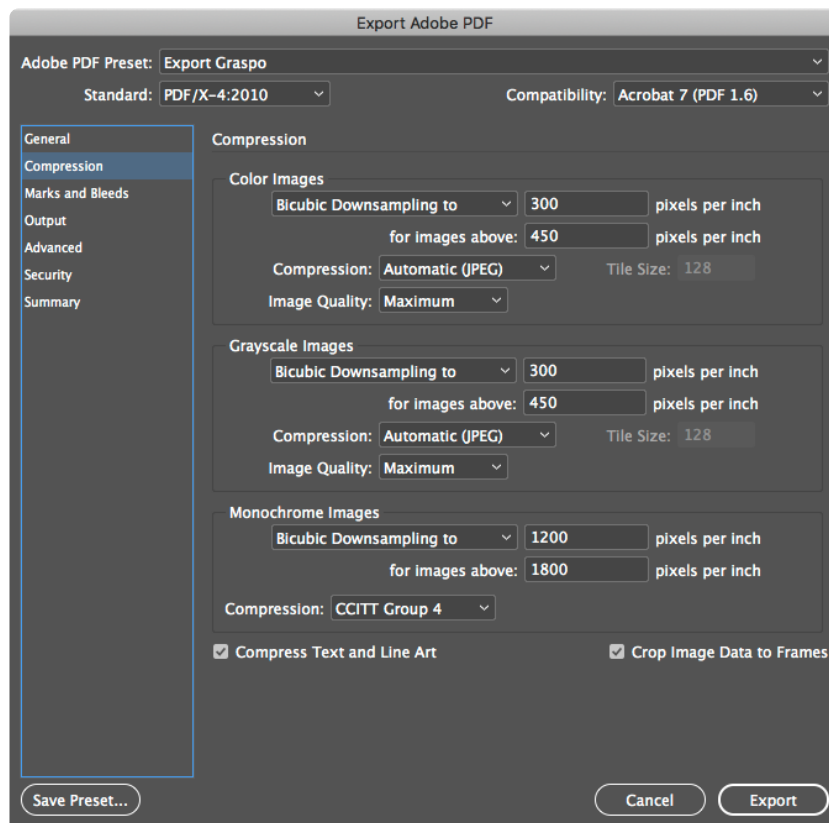 Export Adobe PDF
Adobe PDF Preset: Export Graspo
Standard: PDF/X-4:2010 Compatibility: Acrobat 7 (PDF 1.6)
General
Compression
Marks and Bleeds
Output
Advanced
Security
Summary
Compression
Color Images
Bicubic Downsampling to 300 pixels per inch
for images above: 450 pixels per inch
Compression: Automatic (JPEG) Tile Size: 128
Image Quality: Maximum
Grayscale Images
Bicubic Downsampling to 300 pixels per inch
for images above: 450 pixels per inch
Compression: Automatic (JPEG) Tile Size: 128
Image Quality: Maximum
Monochrome Images
Bicubic Downsampling to 1200 pixels per inch
for images above: 1800 pixels per inch
Compression: CCITT Group 4
Compress Text and Line Art Crop Image Data to Frames
Save Preset... Cancel Export